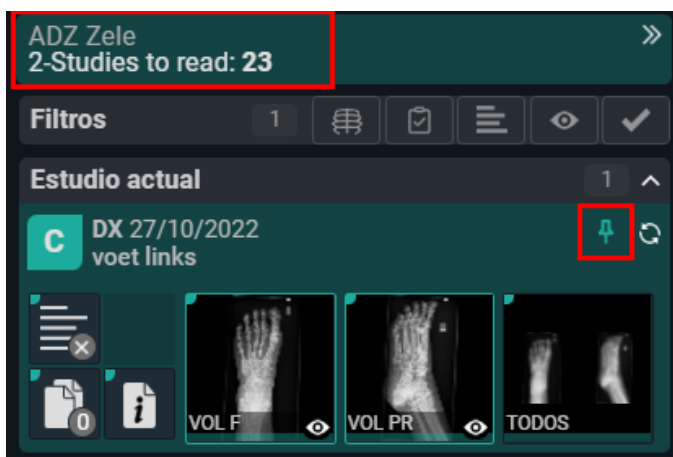 ADZ Zele
2-Studies to read: 23
Filtros 1
Estudio actual 1
C DX 27/10/2022
voet links
0 i
VOL F VOL PR TODOS